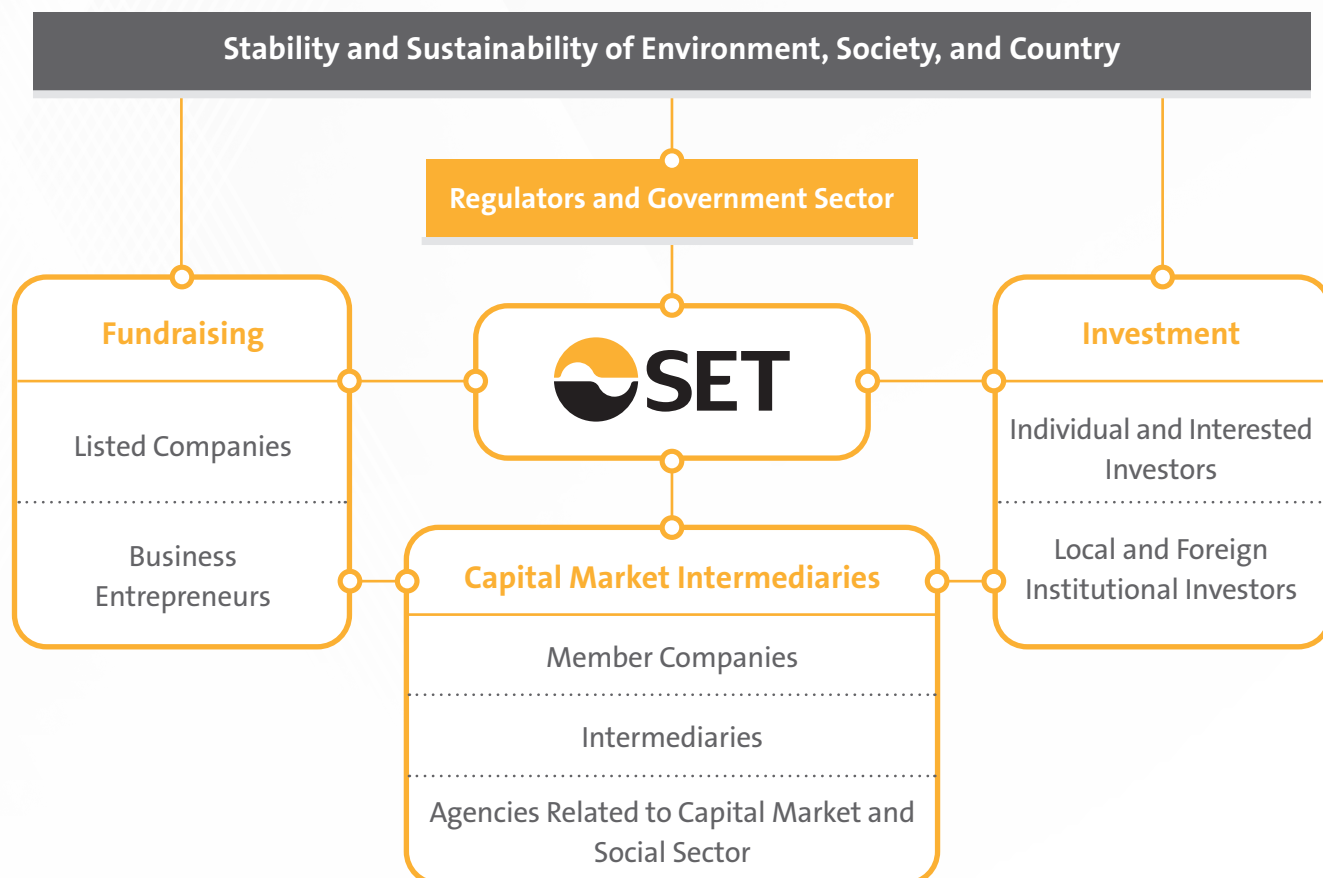 Stability and Sustainability of Environment, Society, and Country
Regulators and Government Sector
Fundraising
Listed Companies
Business
Entrepreneurs
SET
Investment
Individual and Interested
Investors
Local and Foreign
Institutional Investors
Capital Market Intermediaries
Member Companies
Intermediaries
Agencies Related to Capital Market and
Social Sector